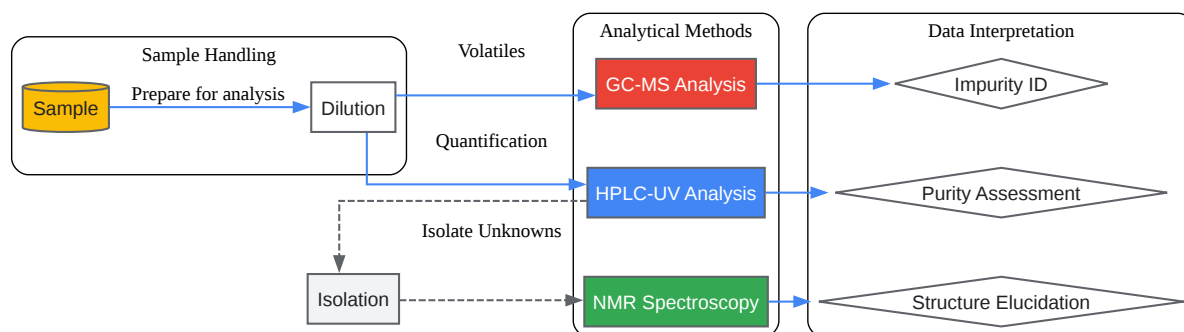 Sample Handling
Volatiles
Analytical Methods
Data Interpretation
Sample
Prepare for analysis
Dilution
GC-MS Analysis
Impurity ID
Quantification
HPLC-UV Analysis
Purity Assessment
Isolate Unknowns
Isolation
NMR Spectroscopy
Structure Elucidation